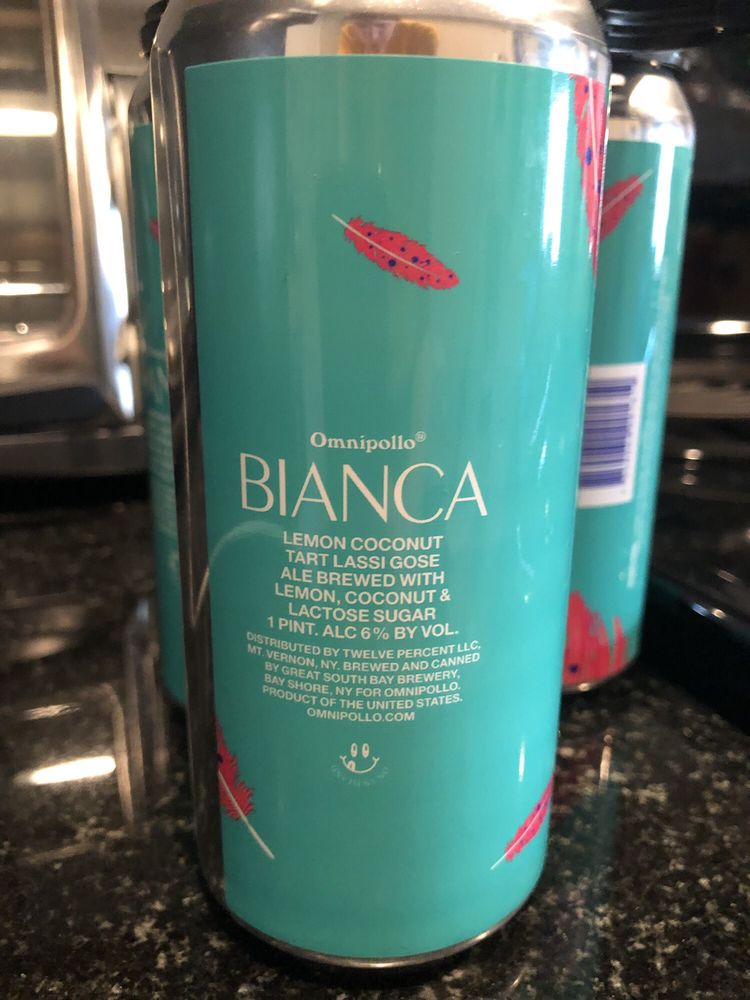 Omnipollo®
BIANCA
LEMON COCONUT
TART LASSI GOSE
ALE BREWED WITH
LEMON, COCONUT &
LACTOSE SUGAR
1 PINT. ALC 6% BY VOL.
DISTRIBUTED BY TWELVE PERCENT LLC,
MT. VERNON, NY. BREWED AND CANNED
BY GREAT SOUTH BAY BREWERY,
BAY SHORE, NY FOR OMNIPOLLO.
PRODUCT OF THE UNITED STATES.
OMNIPOLLO.COM